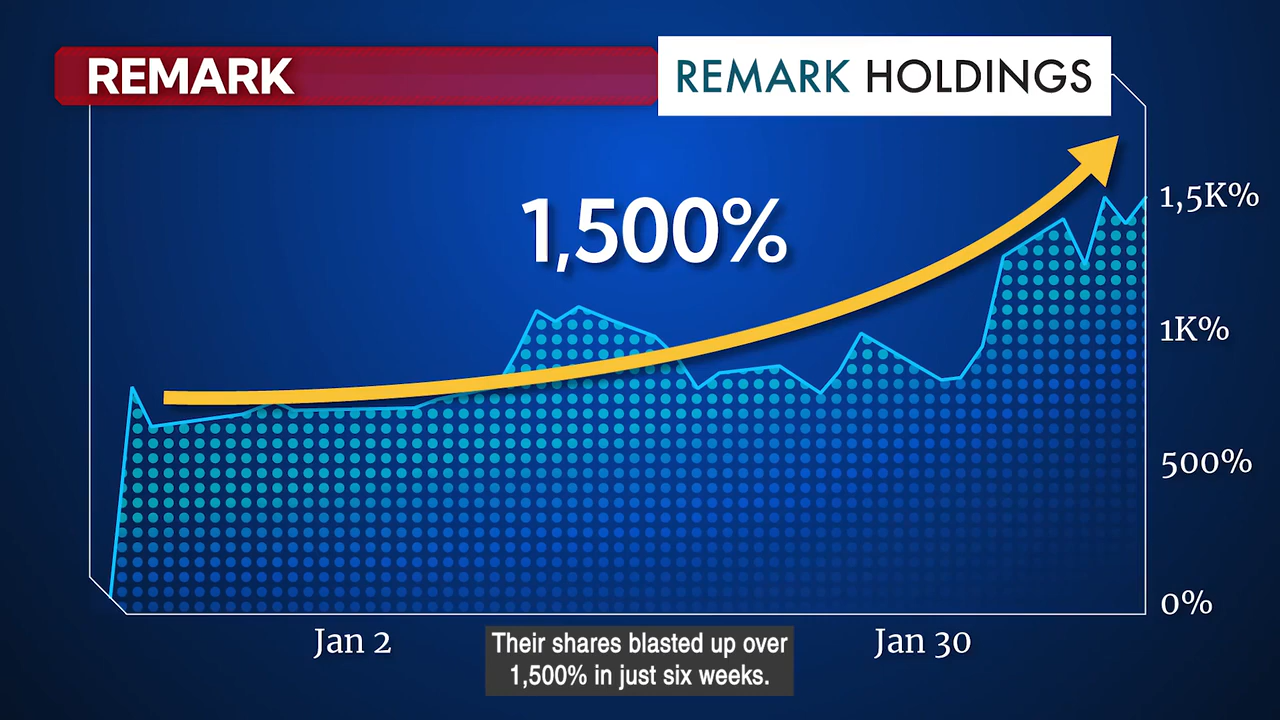 REMARK
REMARK HOLDINGS
1,500%
1,5K%
1K%
500%
0%
Jan 2
Jan 30
Their shares blasted up over
1,500% in just six weeks.